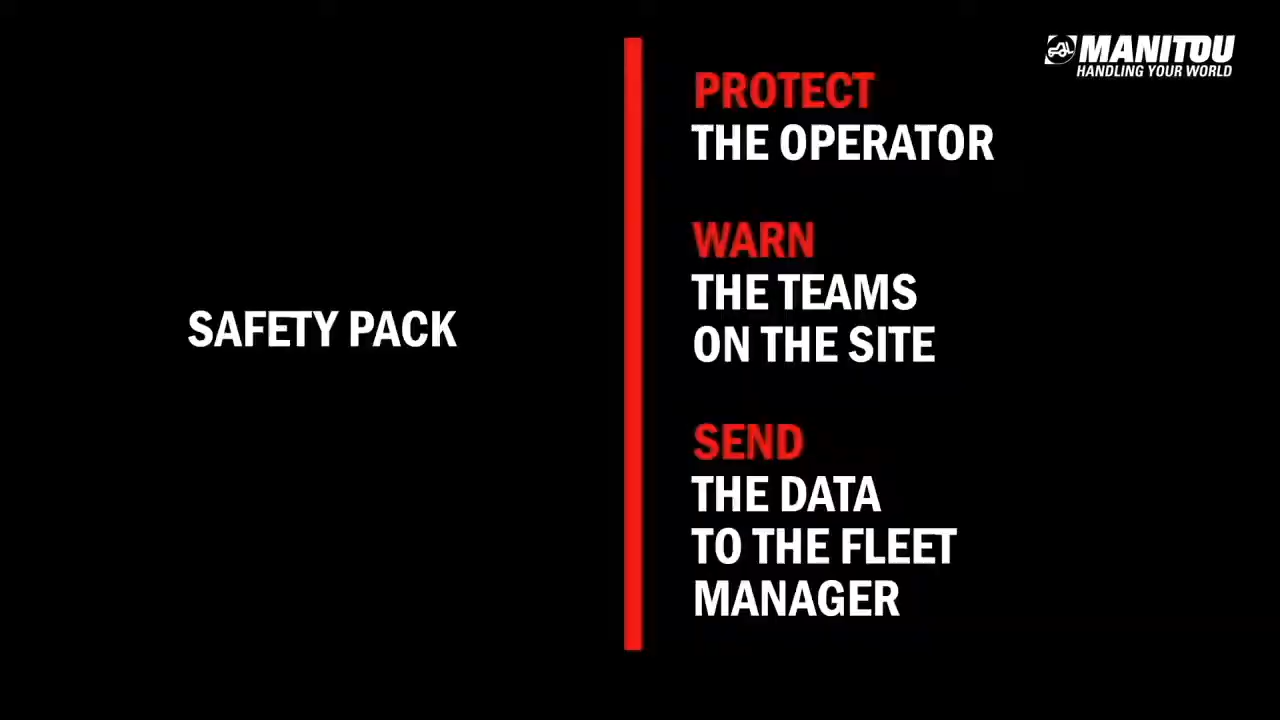 MANITOU
HANDLING YOUR WORLD
SAFETY PACK
PROTECT
THE OPERATOR
WARN
THE TEAMS
ON THE SITE
SEND
THE DATA
TO THE FLEET
MANAGER